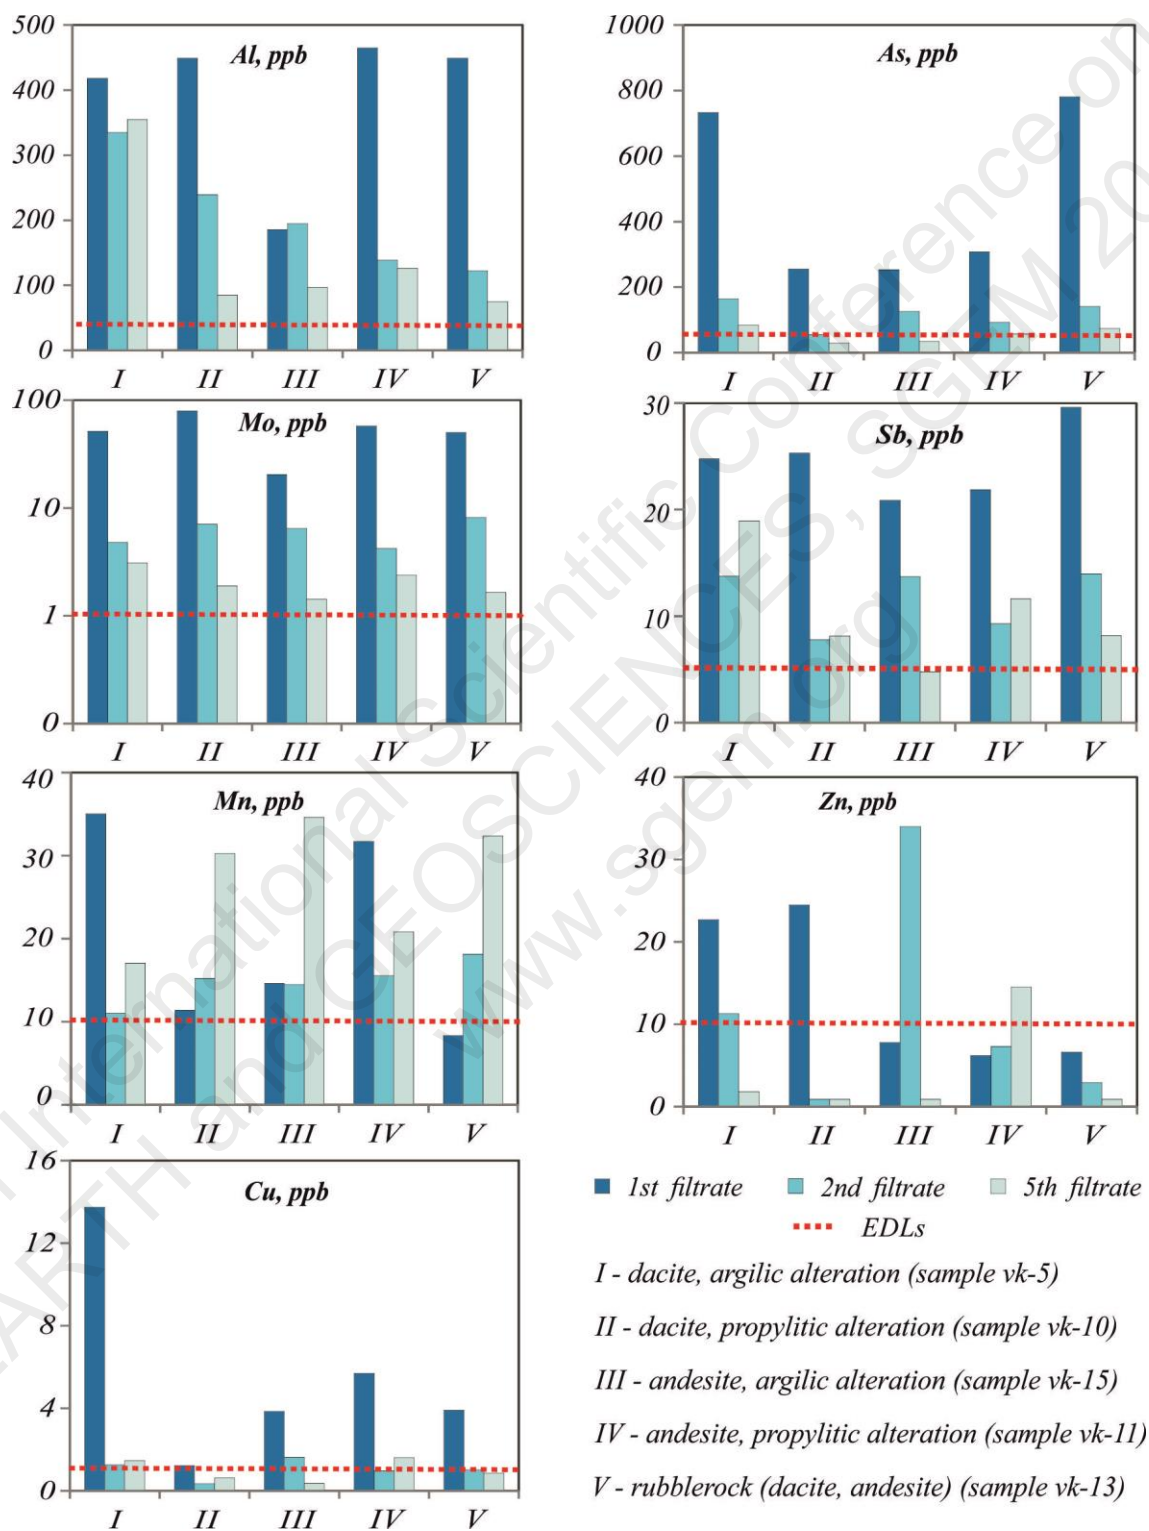 Al, ppb
500
400
300
200
100
0
I II III IV V
As, ppb
1000
800
600
400
200
0
I II III IV V
Mo, ppb
100
10
1
0
I II III IV V
Sb, ppb
30
20
10
0
I II III IV V
Mn, ppb
40
30
20
10
0
I II III IV V
Zn, ppb
40
30
20
10
0
I II III IV V
Cu, ppb
16
12
8
4
0
I II III IV V
1st filtrate 2nd filtrate 5th filtrate
EDLs
I - dacite, argilic alteration (sample vk-5)
II - dacite, propylitic alteration (sample vk-10)
III - andesite, argilic alteration (sample vk-15)
IV - andesite, propylitic alteration (sample vk-11)
V - rubblerock (dacite, andesite) (sample vk-13)
International Scientific Conference on
EARTH and GEOSCIENCES, SGEM 20
www.sgem.org